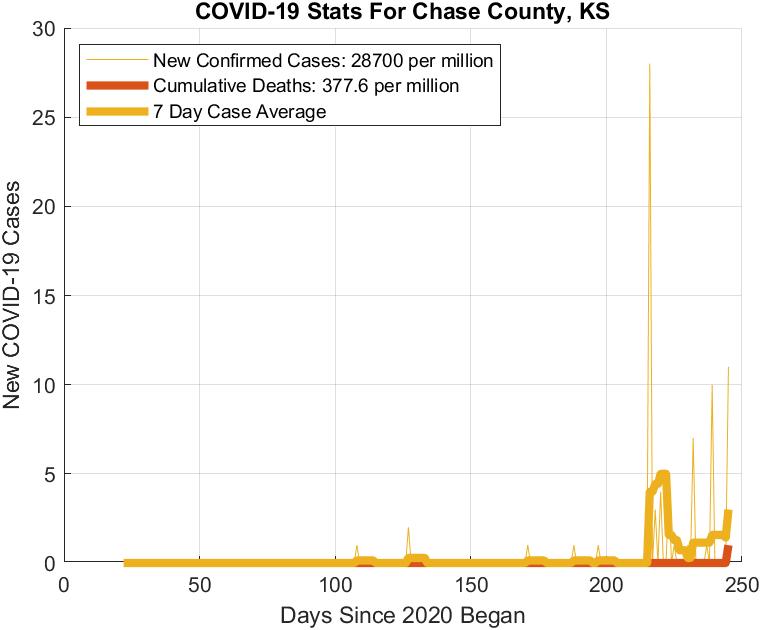 COVID-19 Stats For Chase County, KS
New Confirmed Cases: 28700 per million
Cumulative Deaths: 377.6 per million
7 Day Case Average
New COVID-19 Cases
30
25
20
15
10
5
0
0 50 100 150 200 250
Days Since 2020 Began